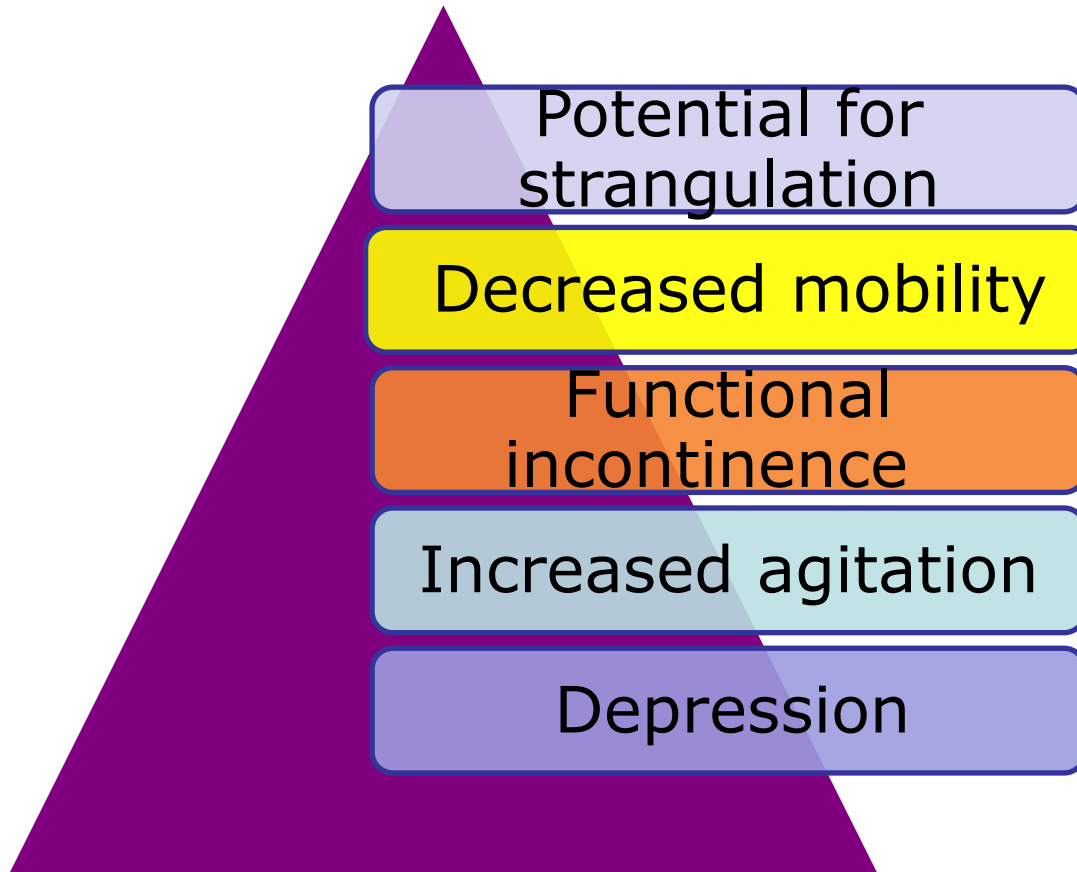 Potential for
strangulation
Decreased mobility
Functional
incontinence
Increased agitation
Depression